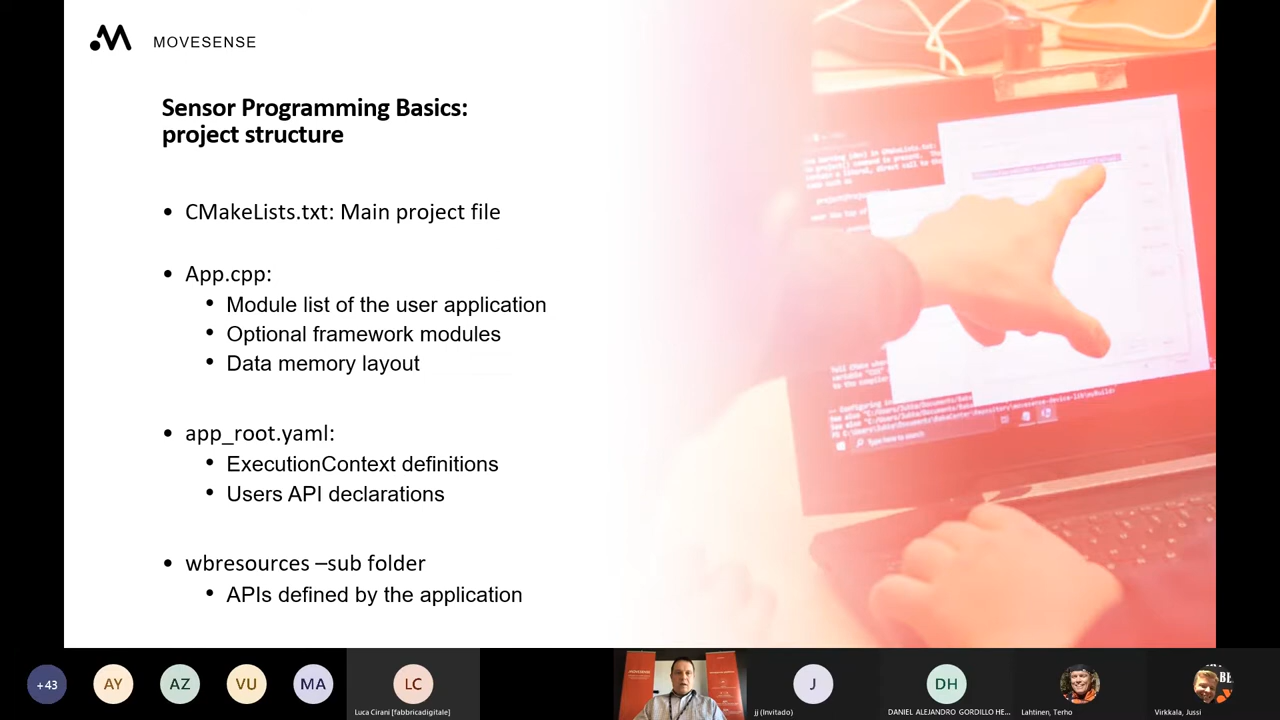 MOVESENSE
Sensor Programming Basics:
project structure
• CMakeLists.txt: Main project file
• App.cpp:
• Module list of the user application
• Optional framework modules
• Data memory layout
• app_root.yaml:
• ExecutionContext definitions
• Users API declarations
• wbresources –sub folder
• APIs defined by the application
+43
AY
AZ
VU
MA
LC
Luca Cirani [fabbricadigitale]
J
jj (Invitado)
DH
DANIEL ALEJANDRO GORDILLO HE...
Lahtinen, Terho
Virkkala, Jussi